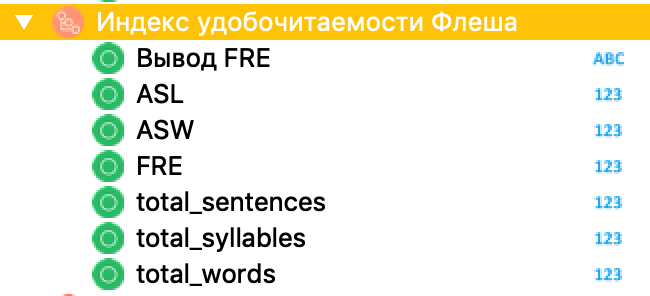 Индекс удобочитаемости Флеша
Вывод FRE ABC
ASL 123
ASW 123
FRE 123
total_sentences 123
total_syllables 123
total_words 123